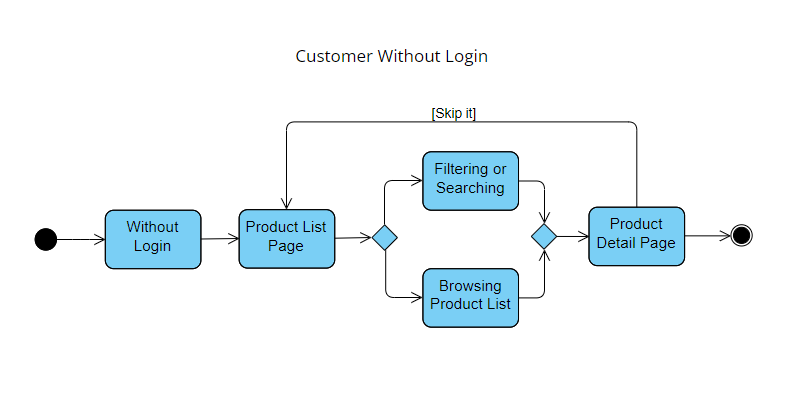 Customer Without Login
[Skip it]
Filtering or
Searching
Without
Login
Product List
Page
Product
Detail Page
Browsing
Product List